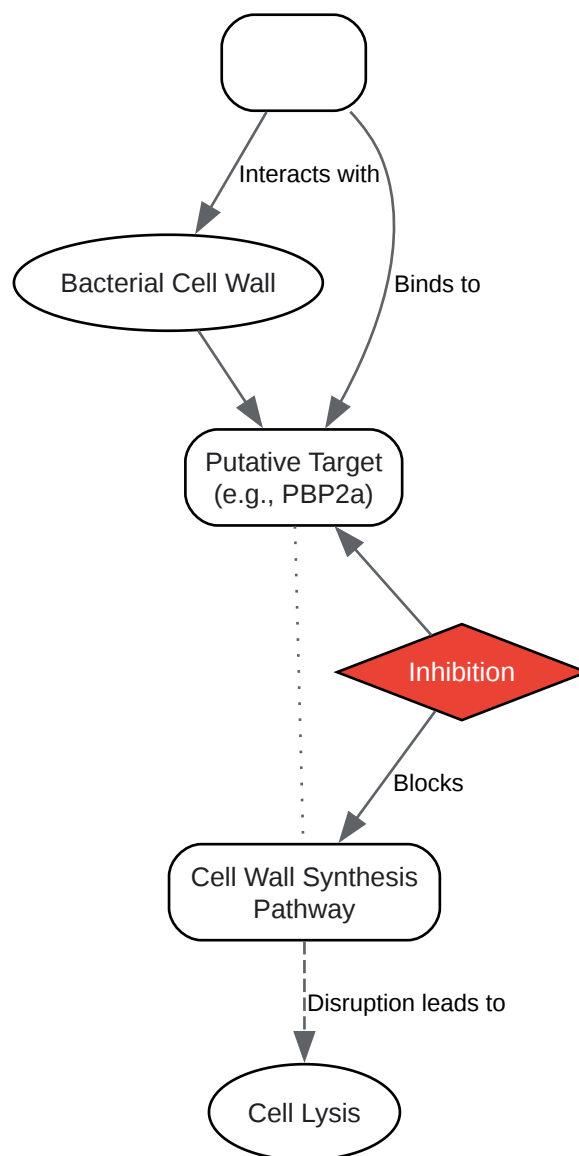 Interacts with
Bacterial Cell Wall
Binds to
Putative Target
(e.g., PBP2a)
Inhibition
Blocks
Cell Wall Synthesis
Pathway
Disruption leads to
Cell Lysis